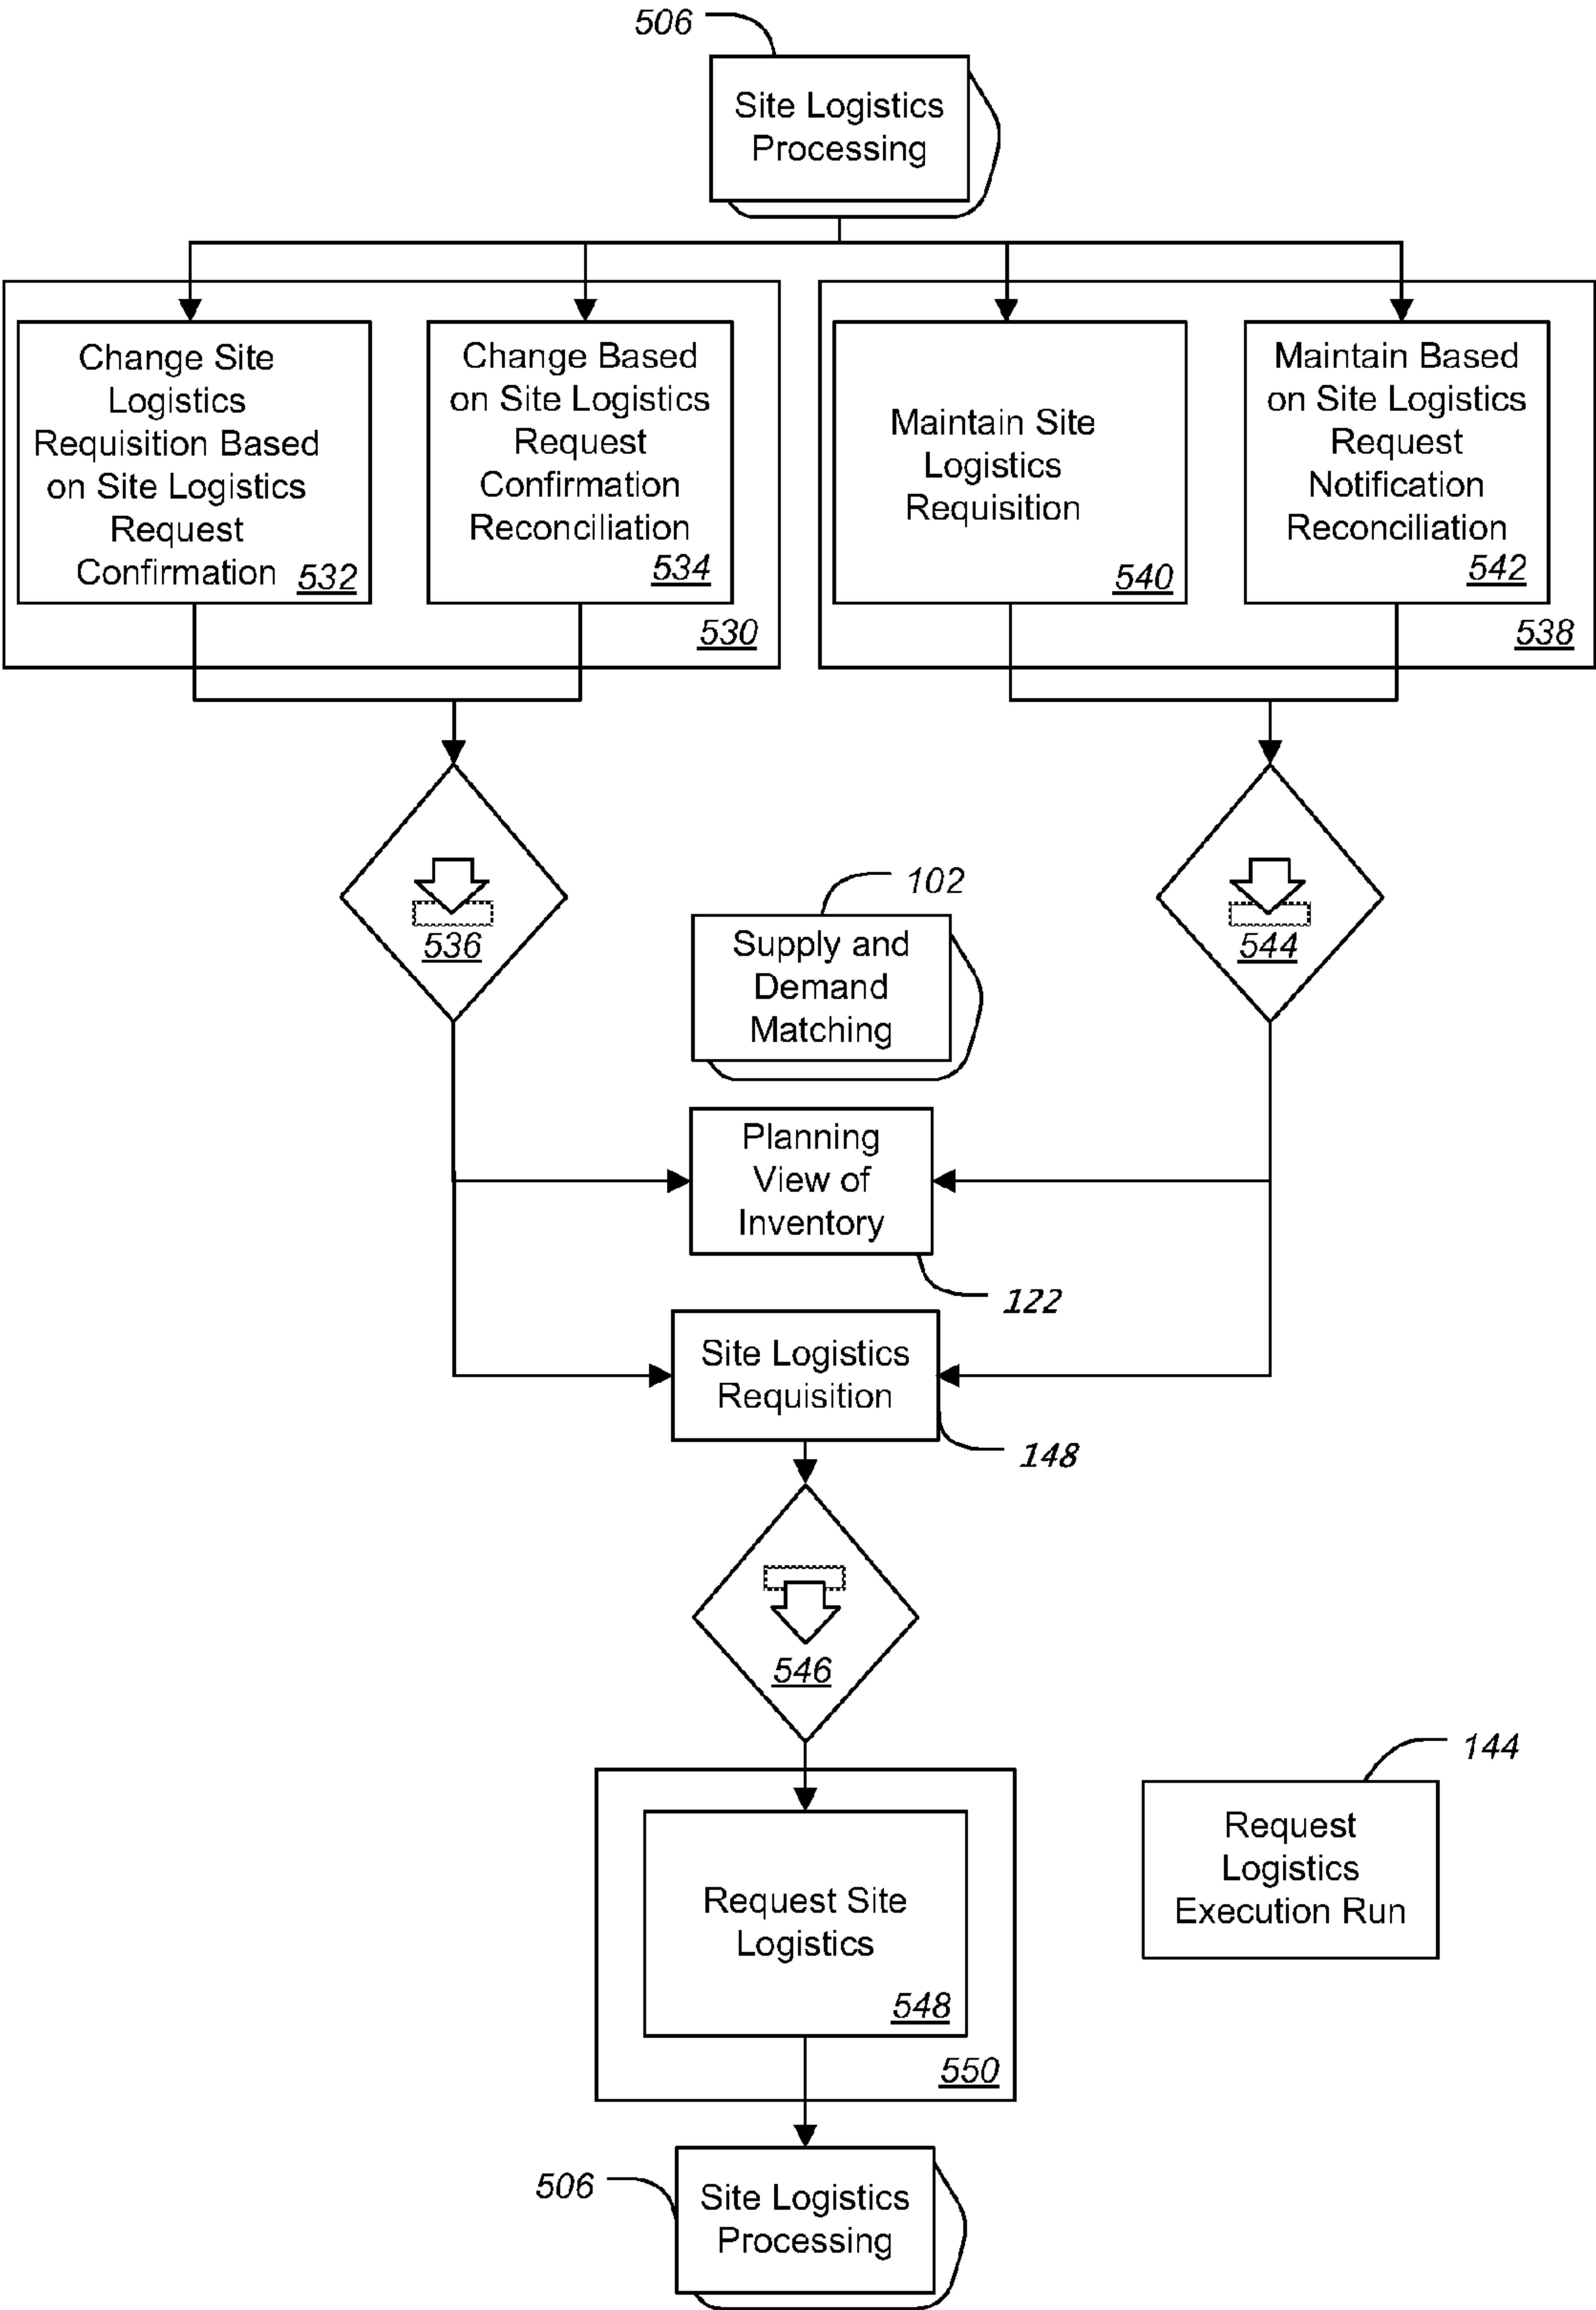 506
Site Logistics
Processing
Change Site
Logistics
Requisition Based
on Site Logistics
Request
Confirmation 532
Change Based
on Site Logistics
Request
Confirmation
Reconciliation
534
530
Maintain Site
Logistics
Requisition
540
Maintain Based
on Site Logistics
Request
Notification
Reconciliation
542
538
536
544
102
Supply and
Demand
Matching
Planning
View of
Inventory
122
Site Logistics
Requisition
148
546
144
Request
Logistics
Execution Run
Request Site
Logistics
548
550
506
Site Logistics
Processing